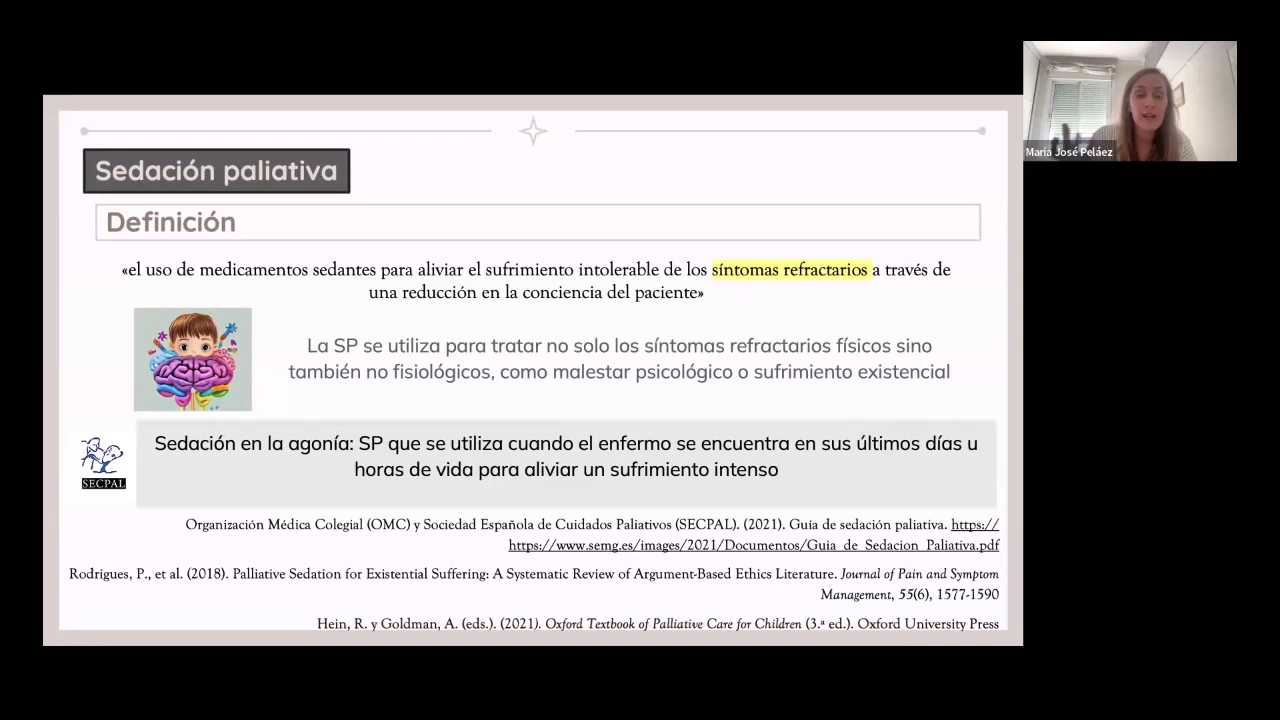 Sedación paliativa
Definición
«el uso de medicamentos sedantes para aliviar el sufrimiento intolerable de los síntomas refractarios a través de
una reducción en la conciencia del paciente»
La SP se utiliza para tratar no solo los síntomas refractarios físicos sino
también no fisiológicos, como malestar psicológico o sufrimiento existencial
Sedación en la agonía: SP que se utiliza cuando el enfermo se encuentra en sus últimos días u
horas de vida para aliviar un sufrimiento intenso
SECPAL
Organización Médica Colegial (OMC) y Sociedad Española de Cuidados Paliativos (SECPAL). (2021). Guía de sedación paliativa. https://
https://www.semg.es/images/2021/Documentos/Guia_de_Sedacion_Paliativa.pdf
Rodrigues, P., et al. (2018). Palliative Sedation for Existential Suffering: A Systematic Review of Argument-Based Ethics Literature. Journal of Pain and Symptom
Management, 55(6), 1577-1590
Hein, R. y Goldman, A. (eds.). (2021). Oxford Textbook of Palliative Care for Children (3.ª ed.). Oxford University Press
Maria José Peláez